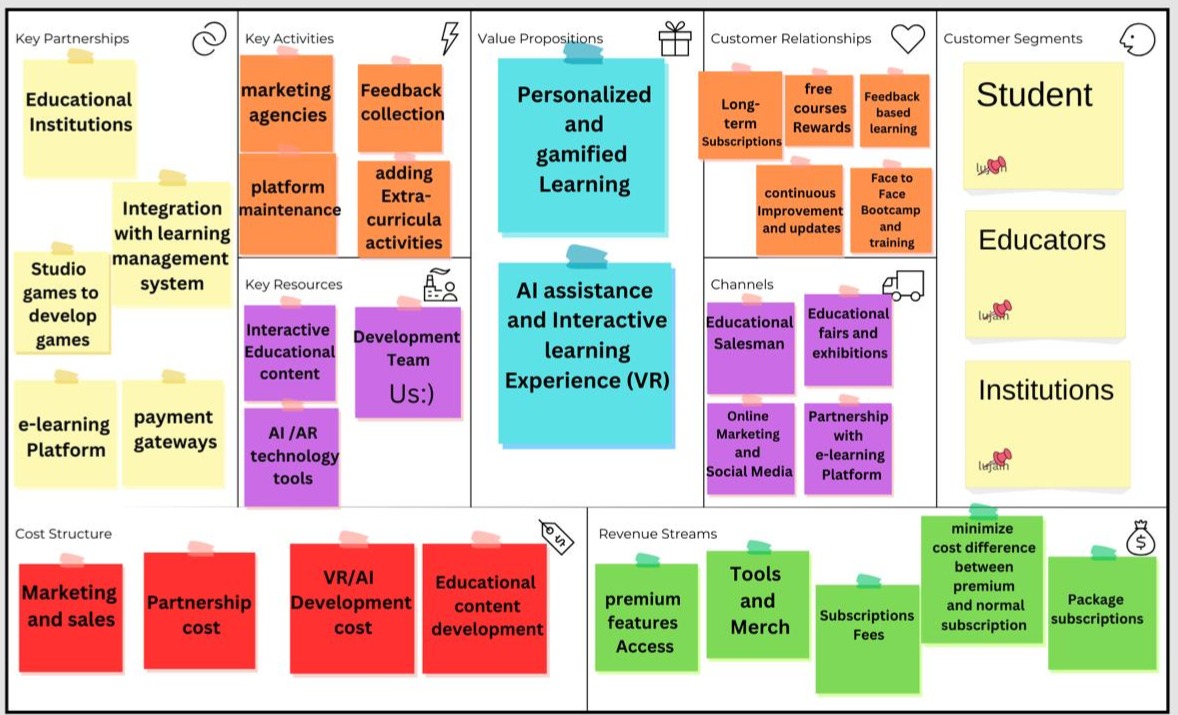 Key Partnerships
Educational
Institutions
Integration
with learning
management
system
Studio
games to
develop
games
e-learning
Platform
payment
gateways
Key Activities
marketing
agencies
Feedback
collection
platform
maintenance
adding
Extra-
curricula
activities
Key Resources
Interactive
Educational
content
Development
Team
Us:)
AI /AR
technology
tools
Value Propositions
Personalized
and
gamified
Learning
AI assistance
and Interactive
learning
Experience (VR)
Customer Relationships
Long-
term
Subscriptions
free
courses
Rewards
Feedback
based
learning
continuous
Improvement
and updates
Face to
Face
Bootcamp
and
training
Channels
Educational
Salesman
Educational
fairs and
exhibitions
Online
Marketing
and
Social Media
Partnership
with
e-learning
Platform
Customer Segments
Student
lujain
Educators
lujain
Institutions
lujain
Cost Structure
$
Marketing
and sales
Partnership
cost
VR/AI
Development
cost
Educational
content
development
Revenue Streams
$
premium
features
Access
Tools
and
Merch
Subscriptions
Fees
minimize
cost difference
between
premium
and normal
subscription
Package
subscriptions